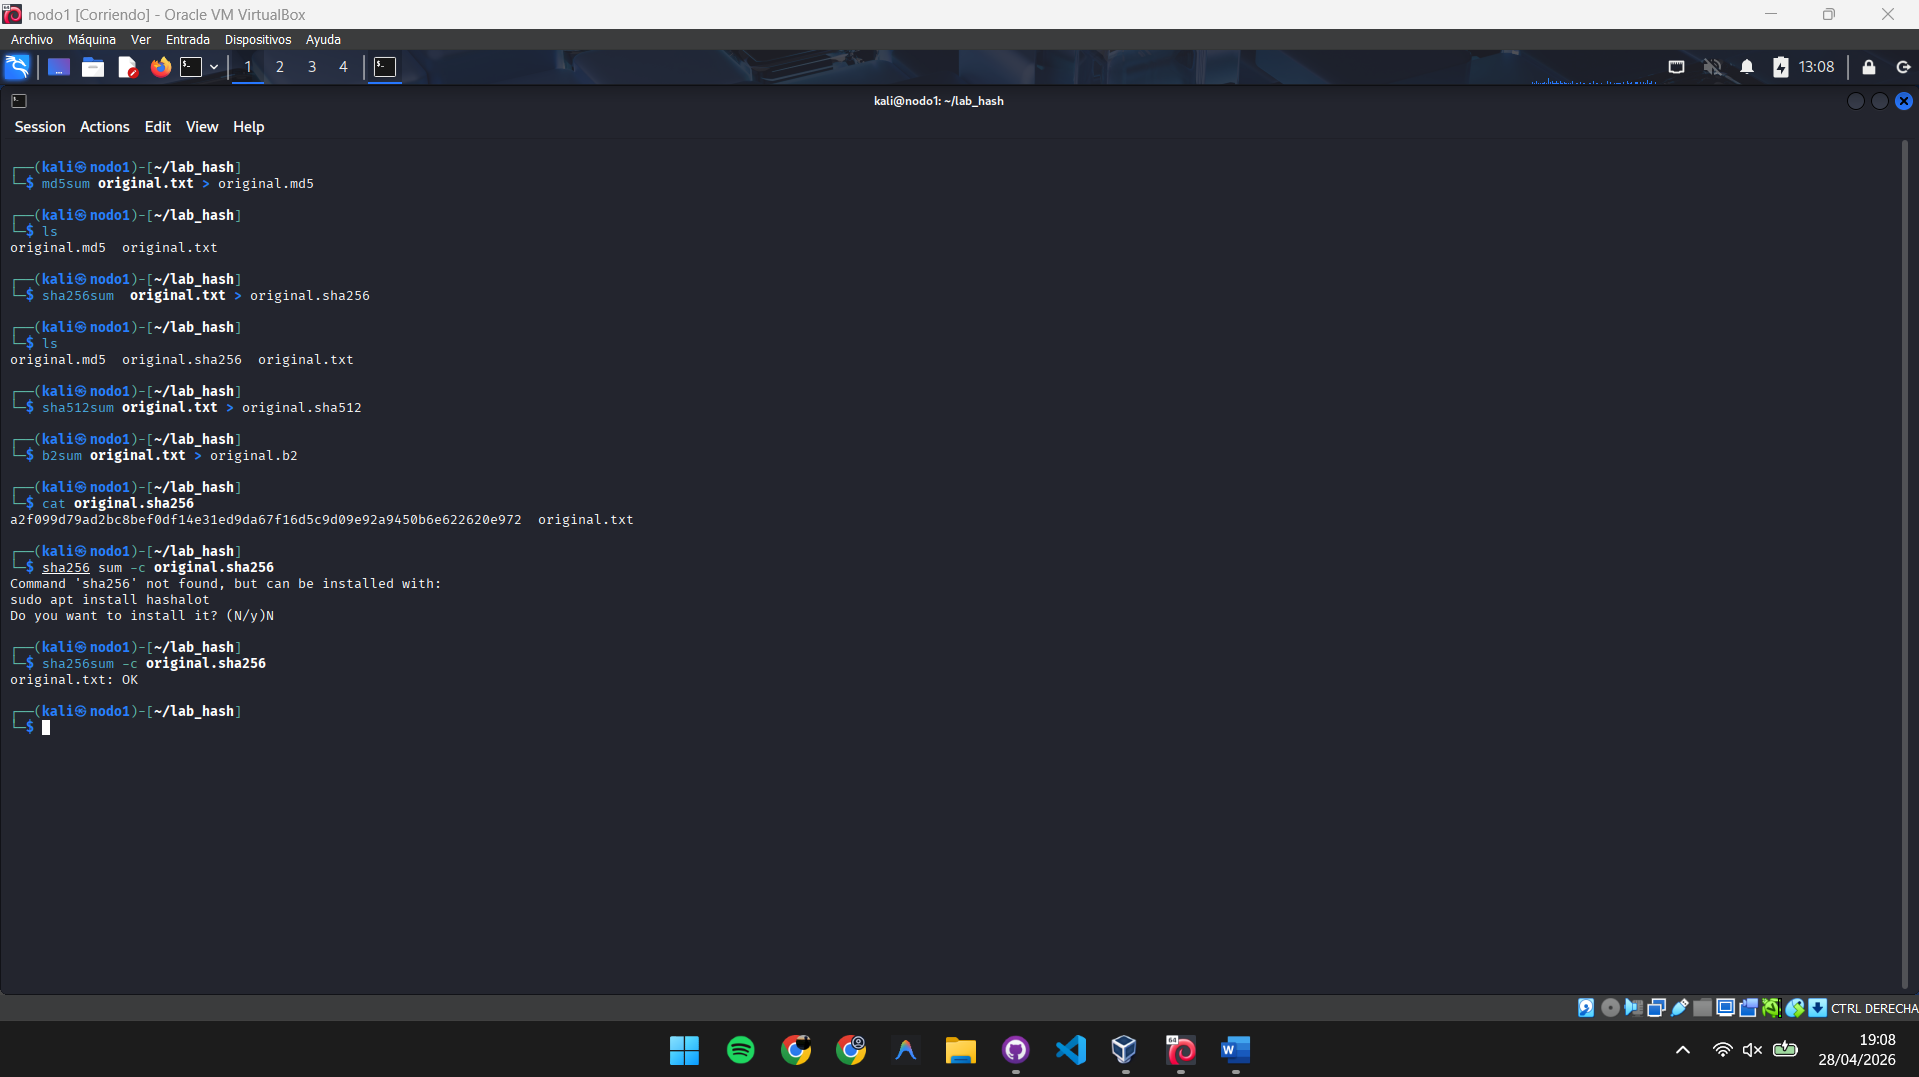 nodo1 [Corriendo] - Oracle VM VirtualBox
Archivo Máquina Ver Entrada Dispositivos Ayuda
1 2 3 4 13:08
kali@nodo1: ~/lab_hash
Session Actions Edit View Help
┌──(kali㉿nodo1)-[~/lab_hash]
└─$ md5sum original.txt > original.md5
┌──(kali㉿nodo1)-[~/lab_hash]
└─$ ls
original.md5  original.txt
┌──(kali㉿nodo1)-[~/lab_hash]
└─$ sha256sum  original.txt > original.sha256
┌──(kali㉿nodo1)-[~/lab_hash]
└─$ ls
original.md5  original.sha256  original.txt
┌──(kali㉿nodo1)-[~/lab_hash]
└─$ sha512sum original.txt > original.sha512
┌──(kali㉿nodo1)-[~/lab_hash]
└─$ b2sum original.txt > original.b2
┌──(kali㉿nodo1)-[~/lab_hash]
└─$ cat original.sha256
a2f099d79ad2bc8bef0df14e31ed9da67f16d5c9d09e92a9450b6e622620e972  original.txt
┌──(kali㉿nodo1)-[~/lab_hash]
└─$ sha256 sum -c original.sha256
Command 'sha256' not found, but can be installed with:
sudo apt install hashalot
Do you want to install it? (N/y)N
┌──(kali㉿nodo1)-[~/lab_hash]
└─$ sha256sum -c original.sha256
original.txt: OK
┌──(kali㉿nodo1)-[~/lab_hash]
└─$
CTRL DERECHA
19:08
28/04/2026